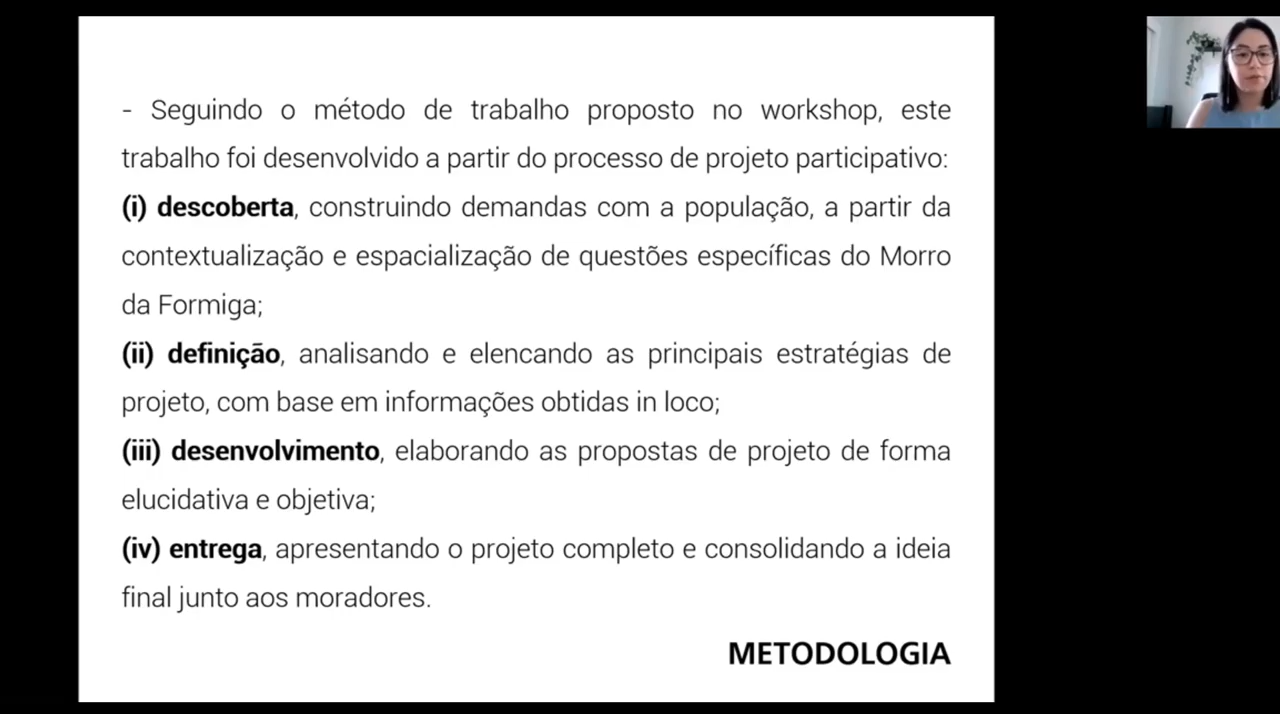 - Seguindo o método de trabalho proposto no workshop, este
trabalho foi desenvolvido a partir do processo de projeto participativo:
(i) descoberta, construindo demandas com a população, a partir da
contextualização e espacialização de questões específicas do Morro
da Formiga;
(ii) definição, analisando e elencando as principais estratégias de
projeto, com base em informações obtidas in loco;
(iii) desenvolvimento, elaborando as propostas de projeto de forma
elucidativa e objetiva;
(iv) entrega, apresentando o projeto completo e consolidando a ideia
final junto aos moradores.
METODOLOGIA